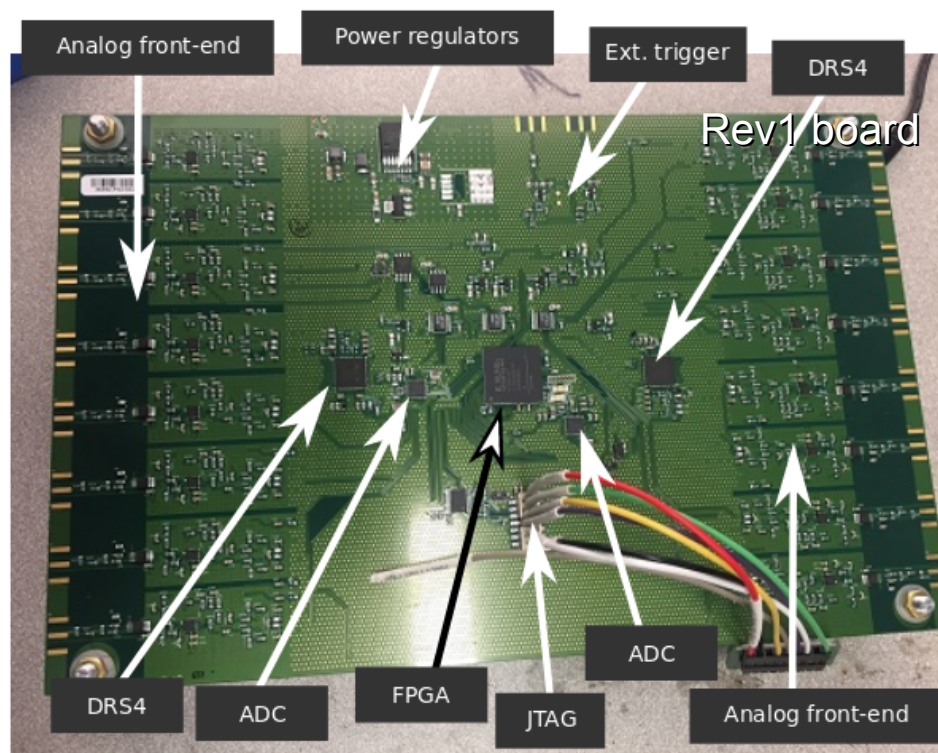 Analog front-end
Power regulators
Ext. trigger
DRS4
Rev1 board
DRS4
ADC
FPGA
JTAG
ADC
Analog front-end